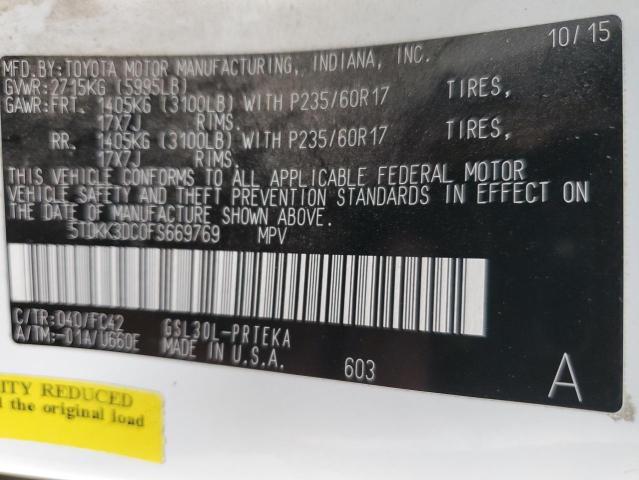 10/15
MFD.BY:TOYOTA MOTOR MANUFACTURING, INDIANA, INC.
GVWR:2715KG (5995LB)
GAWR:FRT. 1405KG (3100LB) WITH P235/60R17 TIRES,
17X7J RIMS.
RR. 1405KG (3100LB) WITH P235/60R17 TIRES,
17X7J RIMS.
THIS VEHICLE CONFORMS TO ALL APPLICABLE FEDERAL MOTOR
VEHICLE SAFETY AND THEFT PREVENTION STANDARDS IN EFFECT ON
THE DATE OF MANUFACTURE SHOWN ABOVE.
5TDKK3DC0FS669769 MPV
C/TR:040/FC42 GSL30L-PRTEKA
A/TM:-01A/U660E MADE IN U.S.A.
603
A
ITY REDUCED
the original load